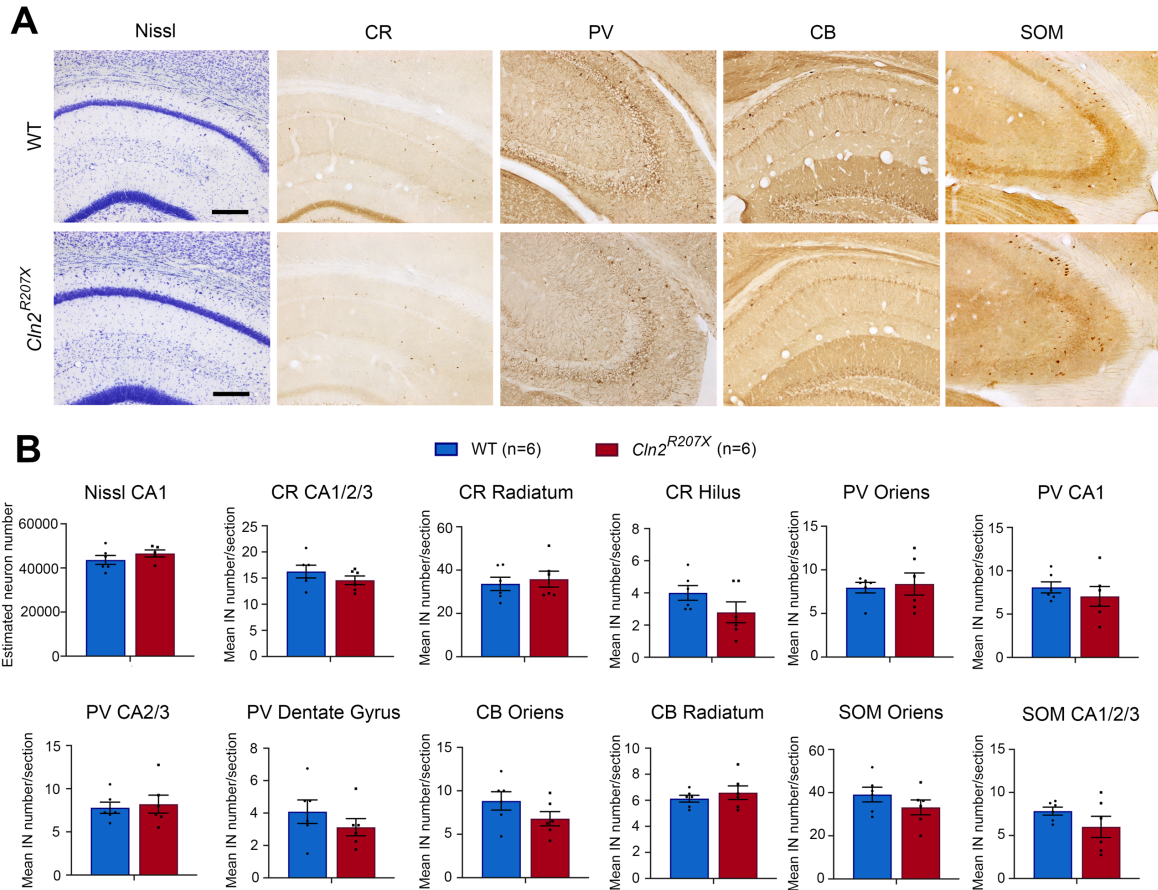 A
Nissl CR PV CB SOM
WT
Cln2R207X
B
WT (n=6) Cln2R207X (n=6)
Nissl CA1 CR CA1/2/3 CR Radiatum CR Hilus PV Oriens PV CA1
Estimated neuron number
60000
40000
20000
0
Mean IN number/section
25
20
15
10
5
0
Mean IN number/section
60
40
20
0
Mean IN number/section
8
6
4
2
0
Mean IN number/section
15
10
5
0
Mean IN number/section
15
10
5
0
PV CA2/3 PV Dentate Gyrus CB Oriens CB Radiatum SOM Oriens SOM CA1/2/3
Mean IN number/section
15
10
5
0
Mean IN number/section
8
6
4
2
0
Mean IN number/section
15
10
5
0
Mean IN number/section
10
8
6
4
2
0
Mean IN number/section
60
40
20
0
Mean IN number/section
15
10
5
0